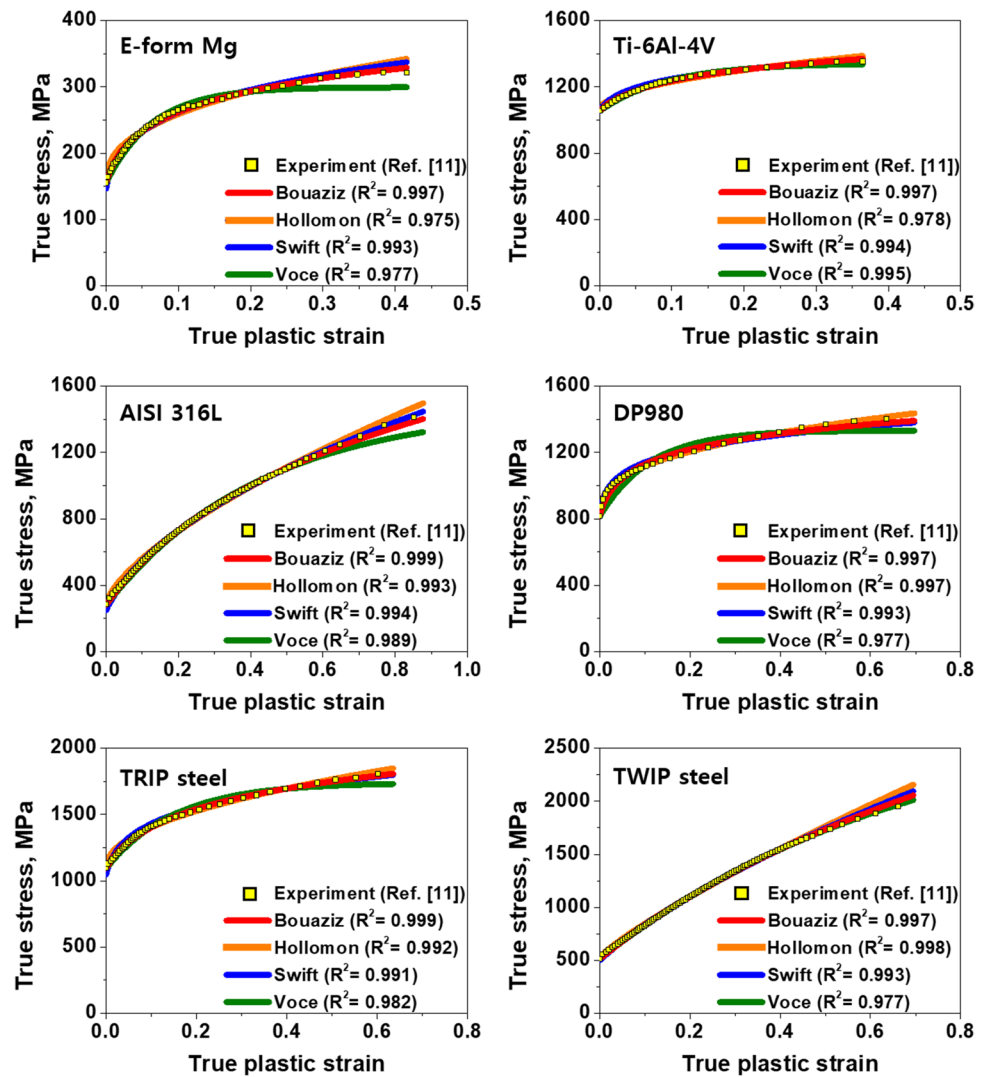 E-form Mg
True stress, MPa
400
300
200
100
0
Experiment (Ref. [11])
Bouaziz (R²= 0.997)
Hollomon (R²= 0.975)
Swift (R²= 0.993)
Voce (R²= 0.977)
0.0 0.1 0.2 0.3 0.4 0.5
True plastic strain
Ti-6Al-4V
True stress, MPa
1600
1200
800
400
0
Experiment (Ref. [11])
Bouaziz (R²= 0.997)
Hollomon (R²= 0.978)
Swift (R²= 0.994)
Voce (R²= 0.995)
0.0 0.1 0.2 0.3 0.4 0.5
True plastic strain
AISI 316L
True stress, MPa
1600
1200
800
400
0
Experiment (Ref. [11])
Bouaziz (R²= 0.999)
Hollomon (R²= 0.993)
Swift (R²= 0.994)
Voce (R²= 0.989)
0.0 0.2 0.4 0.6 0.8 1.0
True plastic strain
DP980
True stress, MPa
1600
1200
800
400
0
Experiment (Ref. [11])
Bouaziz (R²= 0.997)
Hollomon (R²= 0.997)
Swift (R²= 0.993)
Voce (R²= 0.977)
0.0 0.2 0.4 0.6 0.8
True plastic strain
TRIP steel
True stress, MPa
2000
1500
1000
500
0
Experiment (Ref. [11])
Bouaziz (R²= 0.999)
Hollomon (R²= 0.992)
Swift (R²= 0.991)
Voce (R²= 0.982)
0.0 0.2 0.4 0.6 0.8
True plastic strain
TWIP steel
True stress, MPa
2500
2000
1500
1000
500
0
Experiment (Ref. [11])
Bouaziz (R²= 0.997)
Hollomon (R²= 0.998)
Swift (R²= 0.993)
Voce (R²= 0.977)
0.0 0.2 0.4 0.6 0.8
True plastic strain